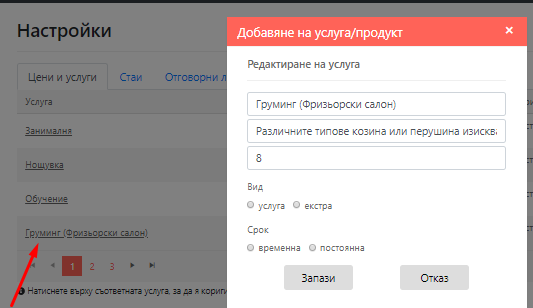 Настройки
Цени и услуги Стаи Отговорни л
Услуга
Занималня
Нощувка
Обучение
Груминг (Фризьорски салон)
1 2 3
Натиснете върху съответната услуга, за да я кориги
Добавяне на услуга/продукт ×
Редактиране на услуга
Груминг (Фризьорски салон)
Различните типове козина или перушина изисква
8
Вид
услуга екстра
Срок
временна постоянна
Запази Отказ